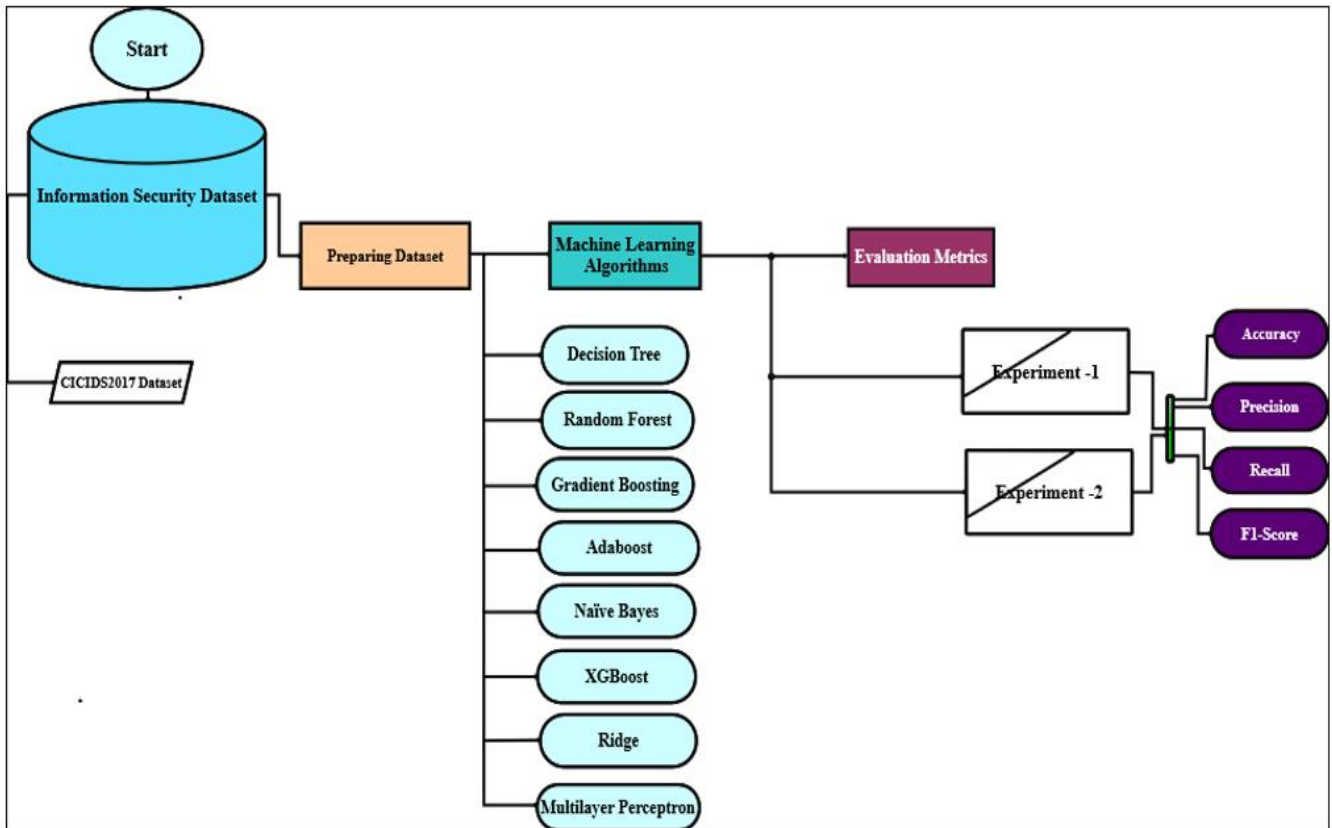 Start
Information Security Dataset
CICIDS2017 Dataset
Preparing Dataset
Machine Learning
Algorithms
Decision Tree
Random Forest
Gradient Boosting
Adaboost
Naïve Bayes
XGBoost
Ridge
Multilayer Perceptron
Evaluation Metrics
Experiment -1
Experiment -2
Accuracy
Precision
Recall
F1-Score